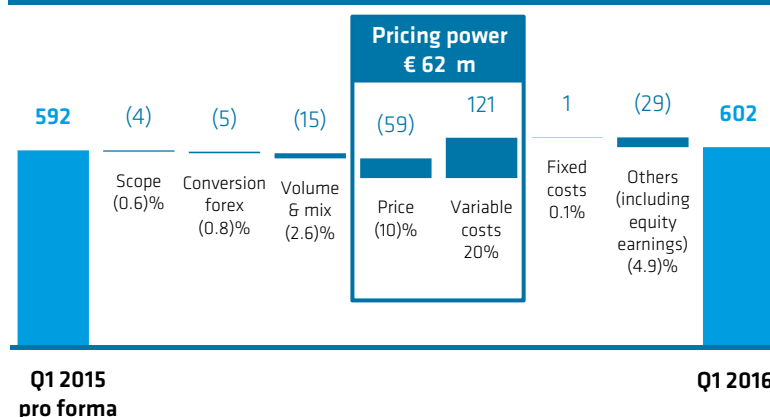 Pricing power
€ 62 m
592
(4)
(5)
(15)
(59)
121
1
(29)
602
Scope
(0.6)%
Conversion
forex
(0.8)%
Volume
& mix
(2.6)%
Price
(10)%
Variable
costs
20%
Fixed
costs
0.1%
Others
(including
equity
earnings)
(4.9)%
Q1 2015
pro forma
Q1 2016